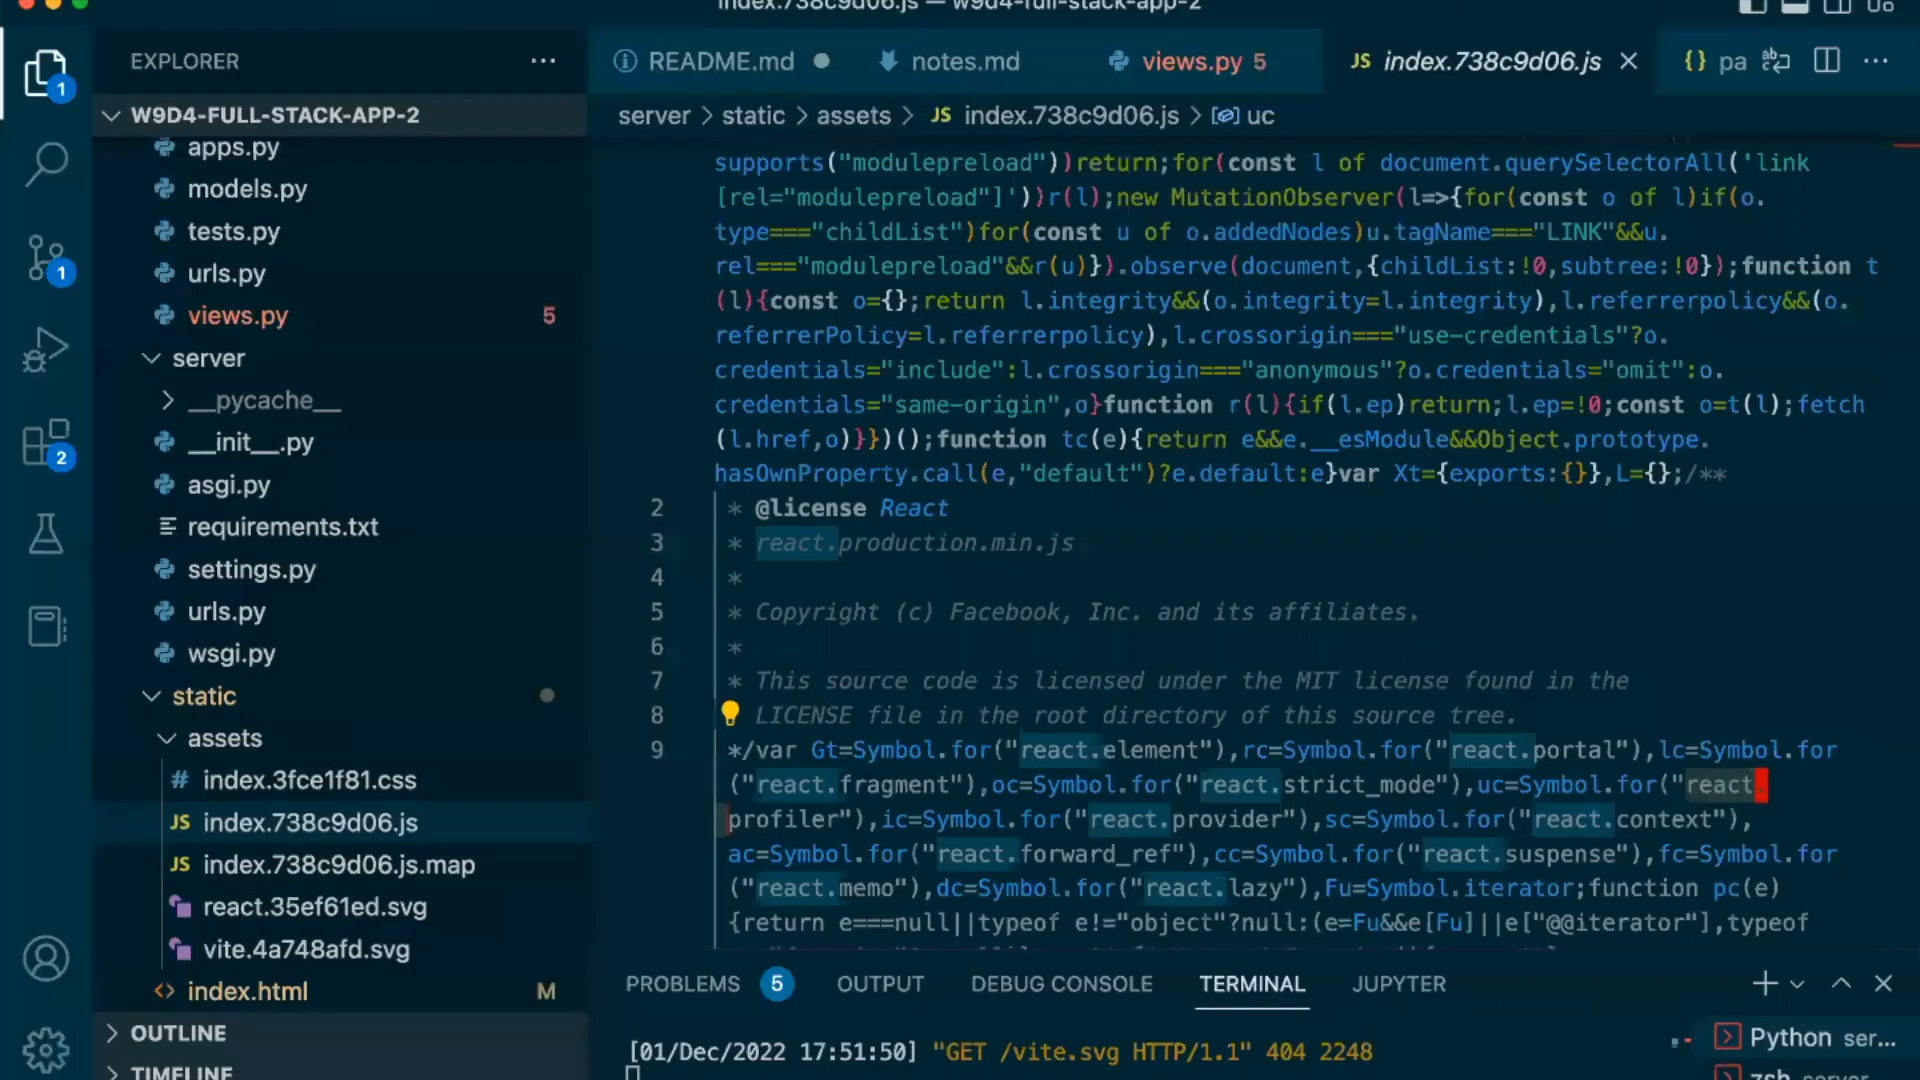 index.738c9d06.js — w9d4-full-stack-app-2
EXPLORER
README.md
notes.md
views.py 5
JS index.738c9d06.js
{} pa
W9D4-FULL-STACK-APP-2
server > static > assets > JS index.738c9d06.js > uc
apps.py
models.py
tests.py
urls.py
views.py 5
server
__pycache__
__init__.py
asgi.py
requirements.txt
settings.py
urls.py
wsgi.py
static
assets
# index.3fce1f81.css
JS index.738c9d06.js
JS index.738c9d06.js.map
react.35ef61ed.svg
vite.4a748afd.svg
<> index.html M
OUTLINE
TIMELINE
1
1
2
supports("modulepreload"))return;for(const l of document.querySelectorAll('link
[rel="modulepreload"]'))r(l);new MutationObserver(l=>{for(const o of l)if(o.
type==="childList")for(const u of o.addedNodes)u.tagName==="LINK"&&u.
rel==="modulepreload"&&r(u)}).observe(document,{childList:!0,subtree:!0});function t
(l){const o={};return l.integrity&&(o.integrity=l.integrity),l.referrerpolicy&&(o.
referrerPolicy=l.referrerpolicy),l.crossorigin==="use-credentials"?o.
credentials="include":l.crossorigin==="anonymous"?o.credentials="omit":o.
credentials="same-origin",o}function r(l){if(l.ep)return;l.ep=!0;const o=t(l);fetch
(l.href,o)}})();function tc(e){return e&&e.__esModule&&Object.prototype.
hasOwnProperty.call(e,"default")?e.default:e}var Xt={exports:{}},L={};/**
2 * @license React
3 * react.production.min.js
4 *
5 * Copyright (c) Facebook, Inc. and its affiliates.
6 *
7 * This source code is licensed under the MIT license found in the
8 LICENSE file in the root directory of this source tree.
9 */var Gt=Symbol.for("react.element"),rc=Symbol.for("react.portal"),lc=Symbol.for
("react.fragment"),oc=Symbol.for("react.strict_mode"),uc=Symbol.for("react.
profiler"),ic=Symbol.for("react.provider"),sc=Symbol.for("react.context"),
ac=Symbol.for("react.forward_ref"),cc=Symbol.for("react.suspense"),fc=Symbol.for
("react.memo"),dc=Symbol.for("react.lazy"),Fu=Symbol.iterator;function pc(e)
{return e===null||typeof e!="object"?null:(e=Fu&&e[Fu]||e["@@iterator"],typeof
PROBLEMS 5 OUTPUT DEBUG CONSOLE TERMINAL JUPYTER
[01/Dec/2022 17:51:50] "GET /vite.svg HTTP/1.1" 404 2248
Python ser...
zsh server